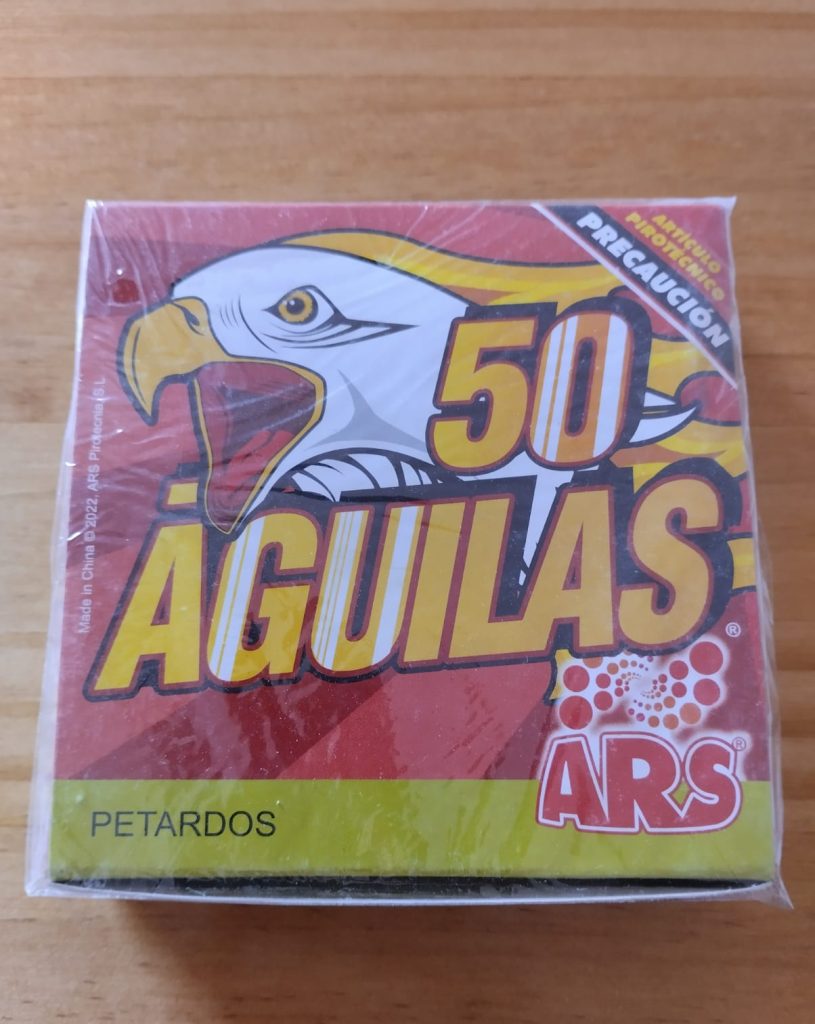 ARTÍCULO
PIROTÉCNICO
PRECAUCIÓN
50
ÁGUILAS
®
Made in China © 2022, ARS Pirotecnia, S.L
ARS®
PETARDOS